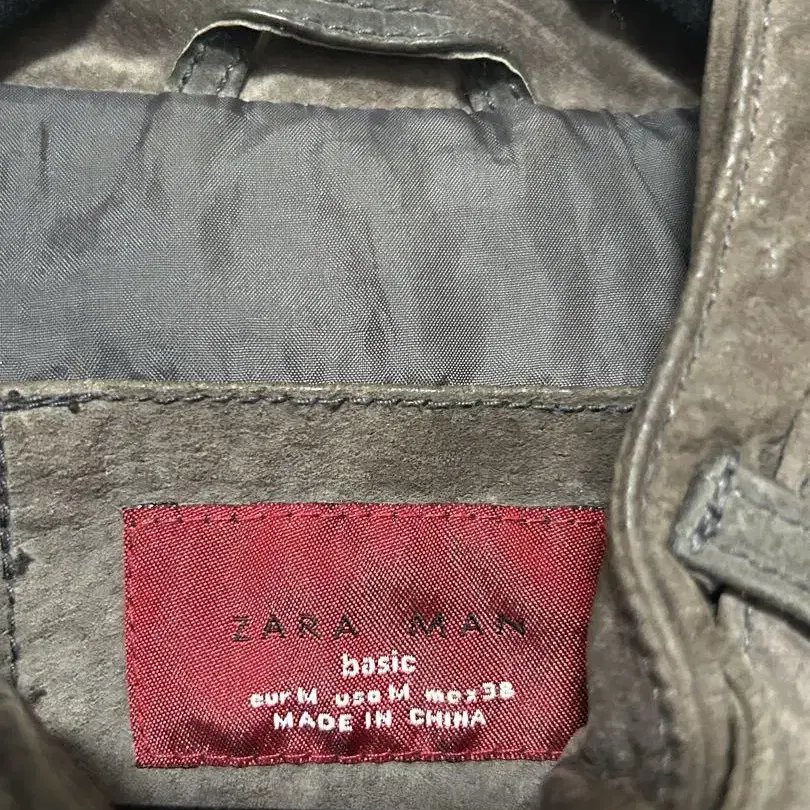 ZARA MAN
basic
eur M usa M mex 38
MADE IN CHINA